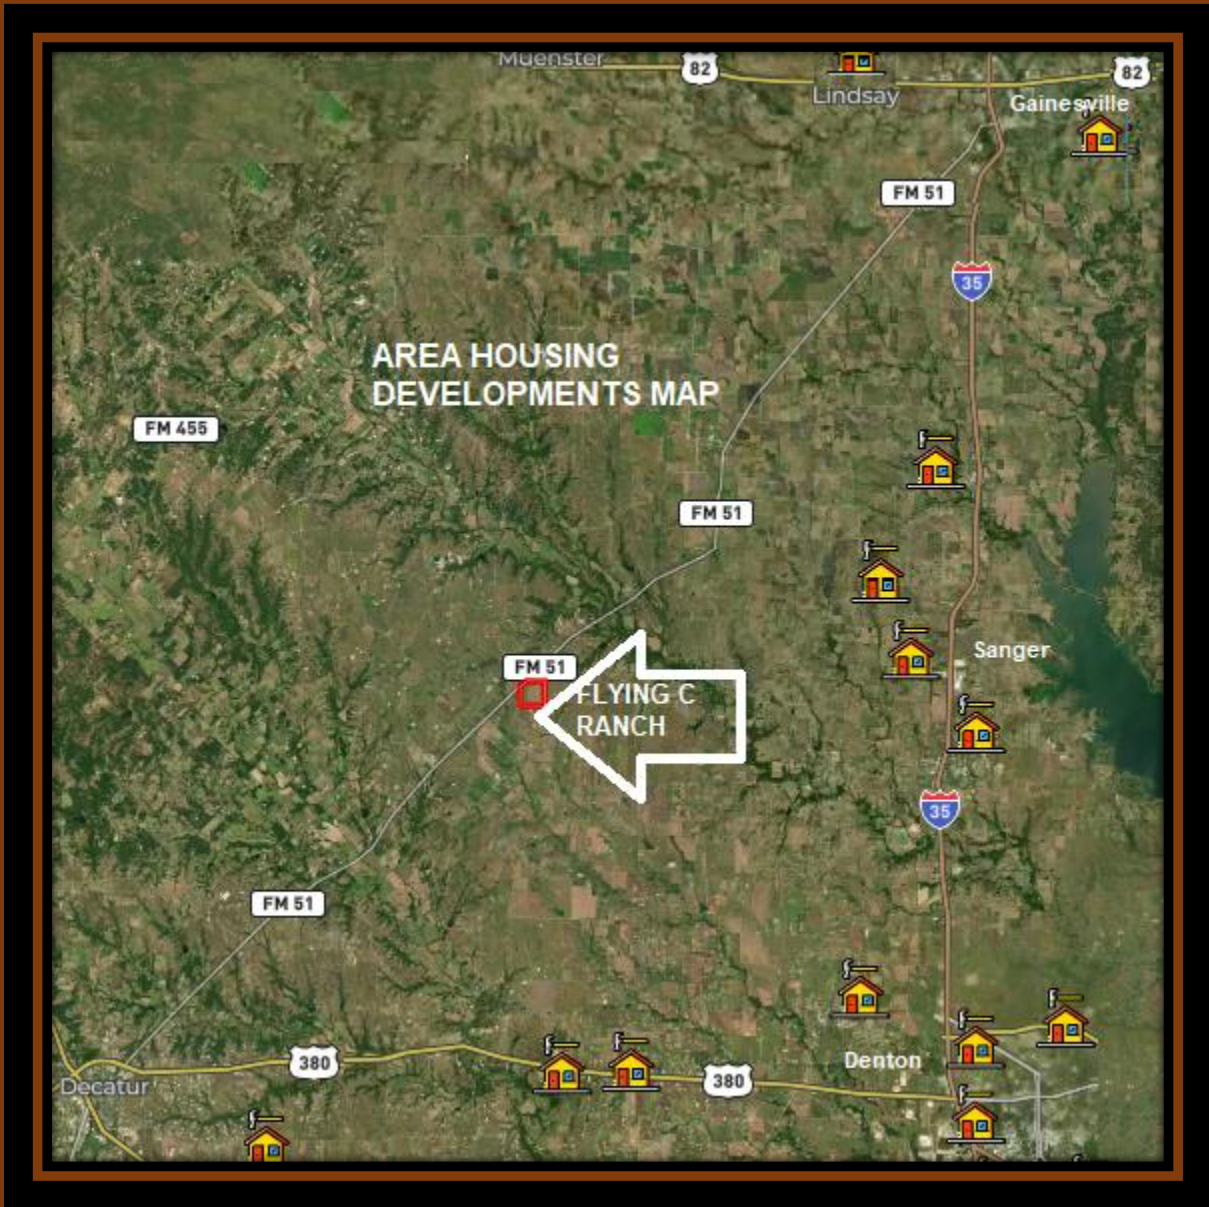 Muenster
82
82
Lindsay
Gainesville
FM 51
35
AREA HOUSING
DEVELOPMENTS MAP
FM 455
FM 51
Sanger
FM 51
FLYING C
RANCH
35
FM 51
Denton
380
380
Decatur